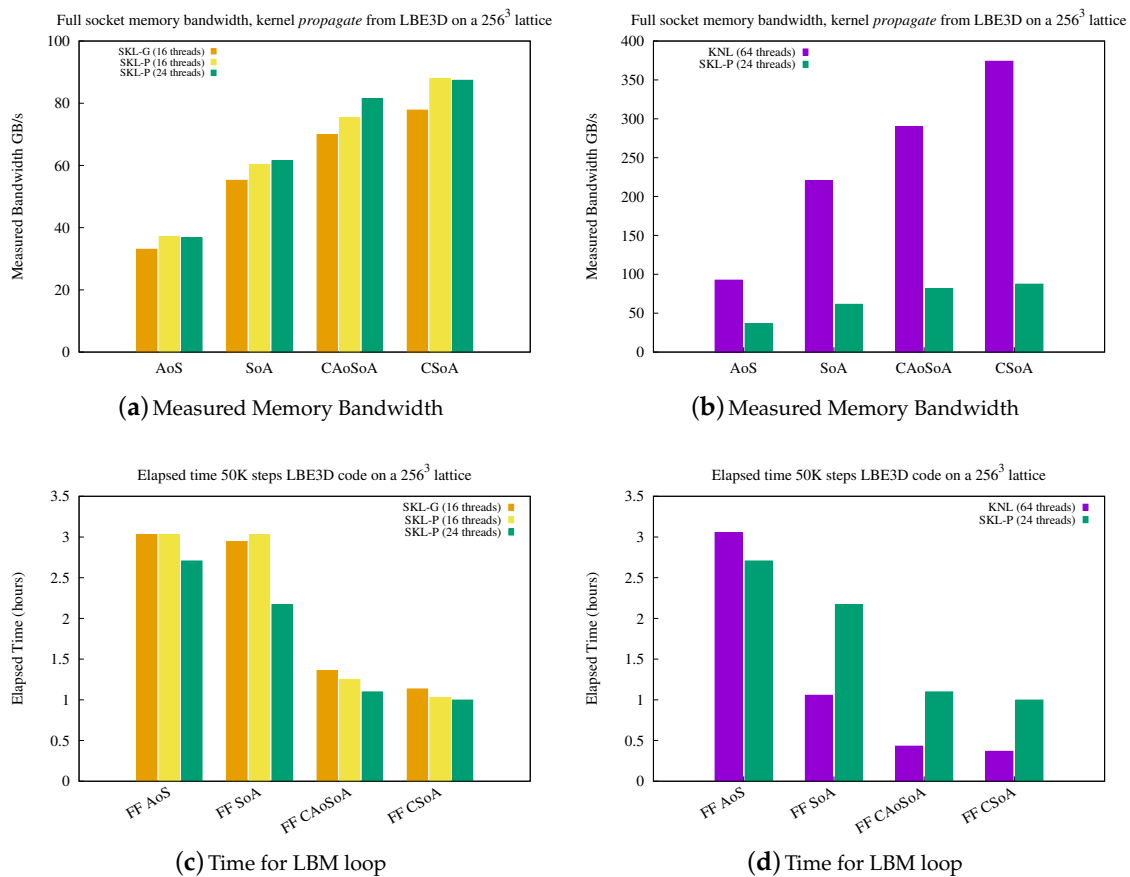 Full socket memory bandwidth, kernel propagate from LBE3D on a 256³ lattice
SKL-G (16 threads)
SKL-P (16 threads)
SKL-P (24 threads)
Measured Bandwidth GB/s
100
80
60
40
20
0
AoS SoA CAoSoA CSoA
(a) Measured Memory Bandwidth
Full socket memory bandwidth, kernel propagate from LBE3D on a 256³ lattice
KNL (64 threads)
SKL-P (24 threads)
Measured Bandwidth GB/s
400
350
300
250
200
150
100
50
0
AoS SoA CAoSoA CSoA
(b) Measured Memory Bandwidth
Elapsed time 50K steps LBE3D code on a 256³ lattice
SKL-G (16 threads)
SKL-P (16 threads)
SKL-P (24 threads)
Elapsed Time (hours)
3.5
3
2.5
2
1.5
1
0.5
0
FF AoS FF SoA FF CAoSoA FF CSoA
(c) Time for LBM loop
Elapsed time 50K steps LBE3D code on a 256³ lattice
KNL (64 threads)
SKL-P (24 threads)
Elapsed Time (hours)
3.5
3
2.5
2
1.5
1
0.5
0
FF AoS FF SoA FF CAoSoA FF CSoA
(d) Time for LBM loop